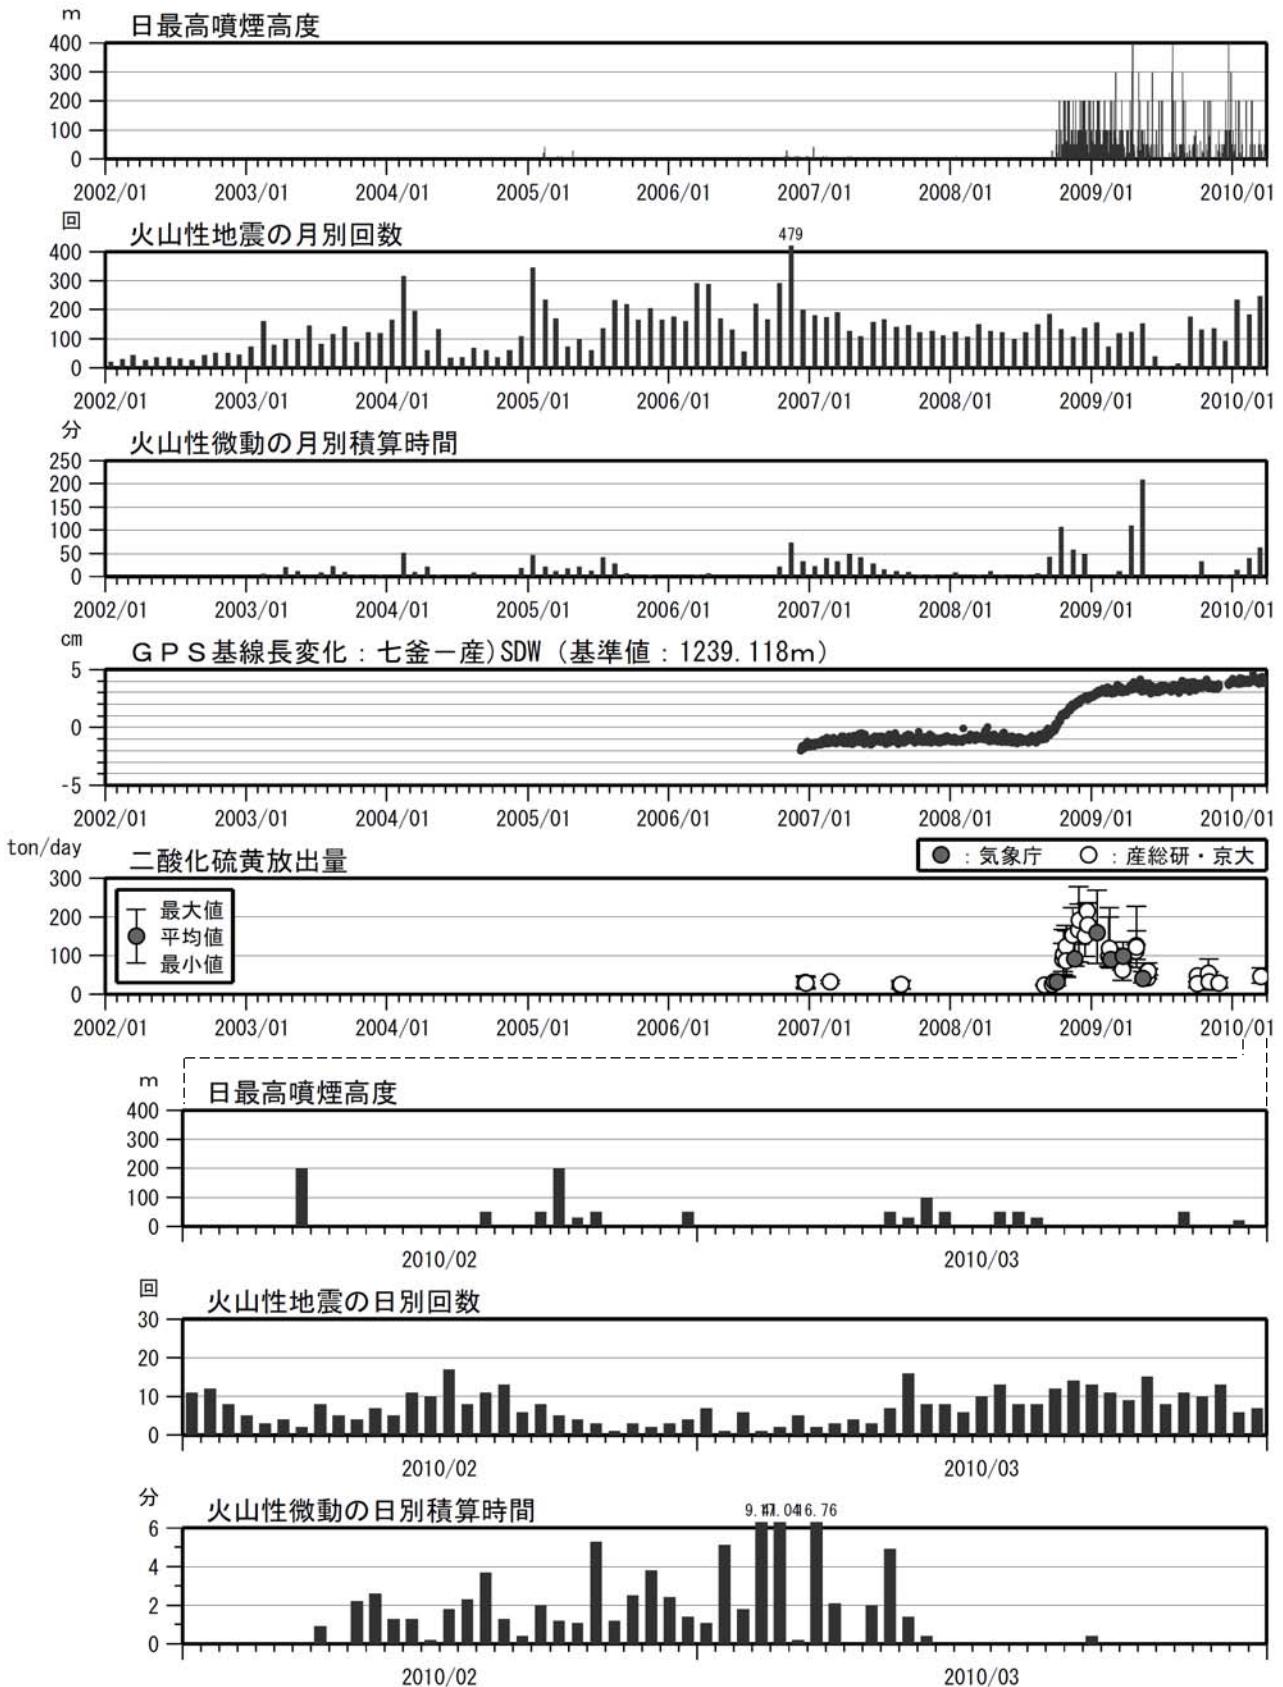 m
日最高噴煙高度
400
300
200
100
0
2002/01 2003/01 2004/01 2005/01 2006/01 2007/01 2008/01 2009/01 2010/01
回
火山性地震の月別回数
479
400
300
200
100
0
2002/01 2003/01 2004/01 2005/01 2006/01 2007/01 2008/01 2009/01 2010/01
分
火山性微動の月別積算時間
250
200
150
100
50
0
2002/01 2003/01 2004/01 2005/01 2006/01 2007/01 2008/01 2009/01 2010/01
cm
GPS基線長変化:七釜-産)SDW (基準値:1239.118m)
5
0
-5
2002/01 2003/01 2004/01 2005/01 2006/01 2007/01 2008/01 2009/01 2010/01
ton/day
二酸化硫黄放出量
:気象庁 :産総研・京大
300
200
100
0
最大値
平均値
最小値
2002/01 2003/01 2004/01 2005/01 2006/01 2007/01 2008/01 2009/01 2010/01
m
日最高噴煙高度
400
300
200
100
0
2010/02 2010/03
回
火山性地震の日別回数
30
20
10
0
2010/02 2010/03
分
火山性微動の日別積算時間
16.76
6
4
2
0
2010/02 2010/03